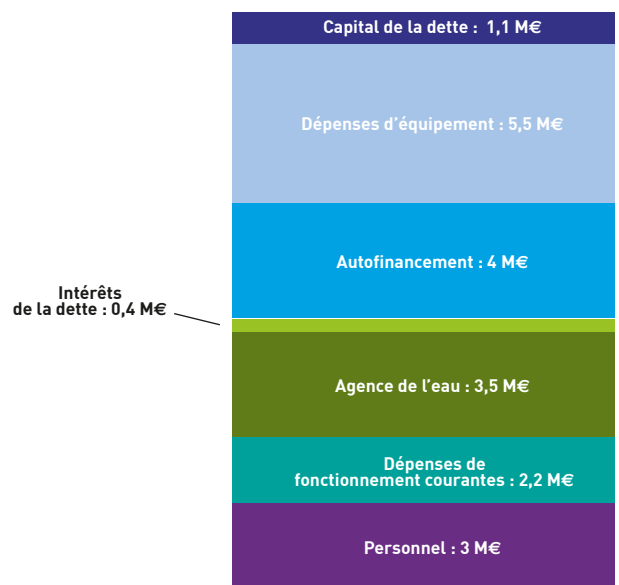 Capital de la dette : 1,1 M€
Dépenses d'équipement : 5,5 M€
Autofinancement : 4 M€
Intérêts
de la dette : 0,4 M€
Agence de l'eau : 3,5 M€
Dépenses de
fonctionnement courantes : 2,2 M€
Personnel : 3 M€